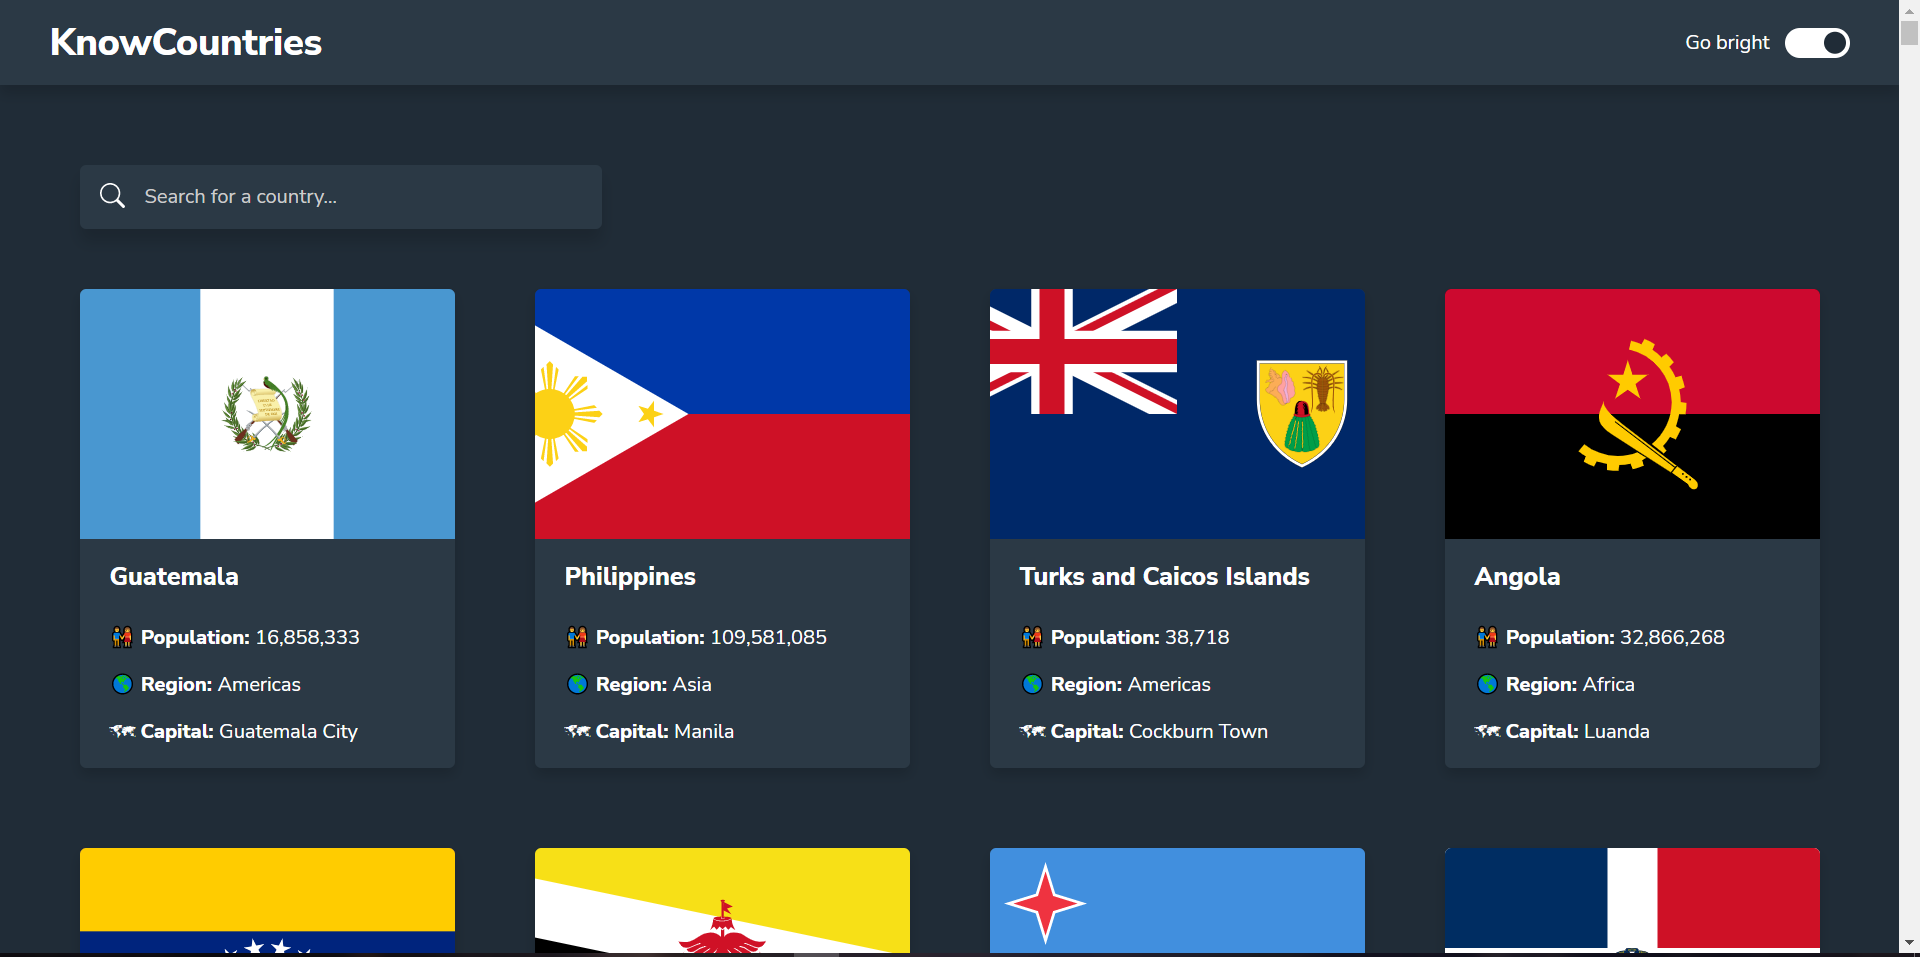 KnowCountries
Go bright
Search for a country...
Guatemala
Population: 16,858,333
Region: Americas
Capital: Guatemala City
Philippines
Population: 109,581,085
Region: Asia
Capital: Manila
Turks and Caicos Islands
Population: 38,718
Region: Americas
Capital: Cockburn Town
Angola
Population: 32,866,268
Region: Africa
Capital: Luanda